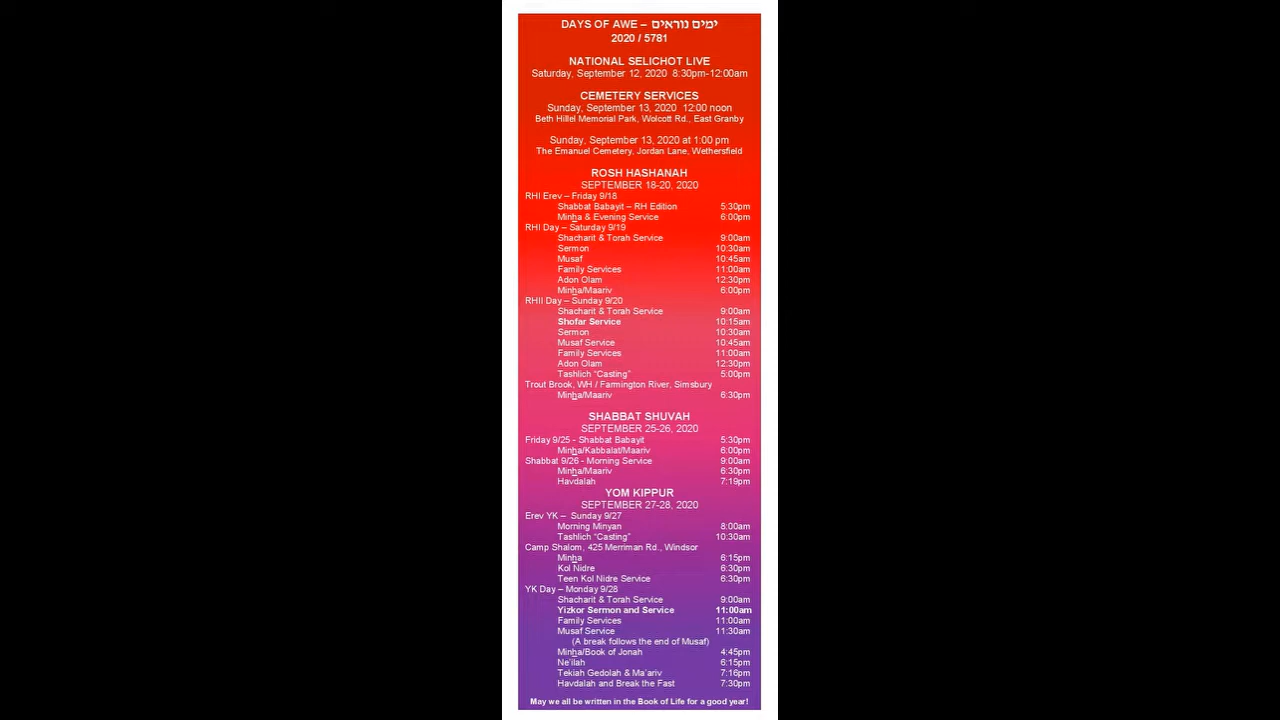 DAYS OF AWE – ימים נוראים
2020 / 5781
NATIONAL SELICHOT LIVE
Saturday, September 12, 2020 8:30pm-12:00am
CEMETERY SERVICES
Sunday, September 13, 2020 12:00 noon
Beth Hillel Memorial Park, Wolcott Rd., East Granby
Sunday, September 13, 2020 at 1:00 pm
The Emanuel Cemetery, Jordan Lane, Wethersfield
ROSH HASHANAH
SEPTEMBER 18-20, 2020
RHI Erev – Friday 9/18
Shabbat Babayit – RH Edition 5:30pm
Minẖa & Evening Service 6:00pm
RHI Day – Saturday 9/19
Shacharit & Torah Service 9:00am
Sermon 10:30am
Musaf 10:45am
Family Services 11:00am
Adon Olam 12:30pm
Minẖa/Maariv 6:00pm
RHII Day – Sunday 9/20
Shacharit & Torah Service 9:00am
Shofar Service 10:15am
Sermon 10:30am
Musaf Service 10:45am
Family Services 11:00am
Adon Olam 12:30pm
Tashlich “Casting” 5:00pm
Trout Brook, WH / Farmington River, Simsbury
Minẖa/Maariv 6:30pm
SHABBAT SHUVAH
SEPTEMBER 25-26, 2020
Friday 9/25 - Shabbat Babayit 5:30pm
Minẖa/Kabbalat/Maariv 6:00pm
Shabbat 9/26 - Morning Service 9:00am
Minẖa/Maariv 6:30pm
Havdalah 7:19pm
YOM KIPPUR
SEPTEMBER 27-28, 2020
Erev YK – Sunday 9/27
Morning Minyan 8:00am
Tashlich “Casting” 10:30am
Camp Shalom, 425 Merriman Rd., Windsor
Minẖa 6:15pm
Kol Nidre 6:30pm
Teen Kol Nidre Service 6:30pm
YK Day – Monday 9/28
Shacharit & Torah Service 9:00am
Yizkor Sermon and Service 11:00am
Family Services 11:00am
Musaf Service 11:30am
(A break follows the end of Musaf)
Minẖa/Book of Jonah 4:45pm
Ne’ilah 6:15pm
Tekiah Gedolah & Ma’ariv 7:16pm
Havdalah and Break the Fast 7:30pm
May we all be written in the Book of Life for a good year!